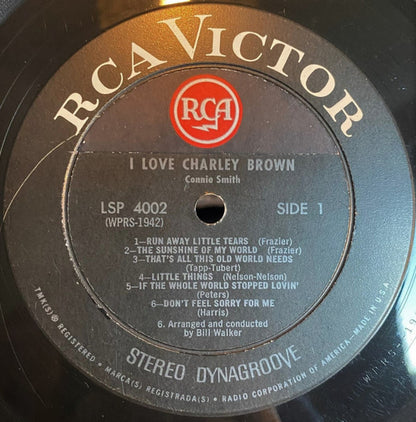 RCA VICTOR
RCA
I LOVE CHARLEY BROWN
Connie Smith
LSP 4002
(WPRS-1942)
SIDE 1
1—RUN AWAY LITTLE TEARS (Frazier)
2—THE SUNSHINE OF MY WORLD (Frazier)
3—THAT'S ALL THIS OLD WORLD NEEDS
(Tapp-Tubert)
4—LITTLE THINGS (Nelson-Nelson)
5—IF THE WHOLE WORLD STOPPED LOVIN'
(Peters)
6—DON'T FEEL SORRY FOR ME
(Harris)
6. Arranged and conducted
by Bill Walker
STEREO DYNAGROOVE
TMK(S) ® REGISTERED • MARCA(S) REGISTRADA(S) • RADIO CORPORATION OF AMERICA—MADE IN U.S.A.